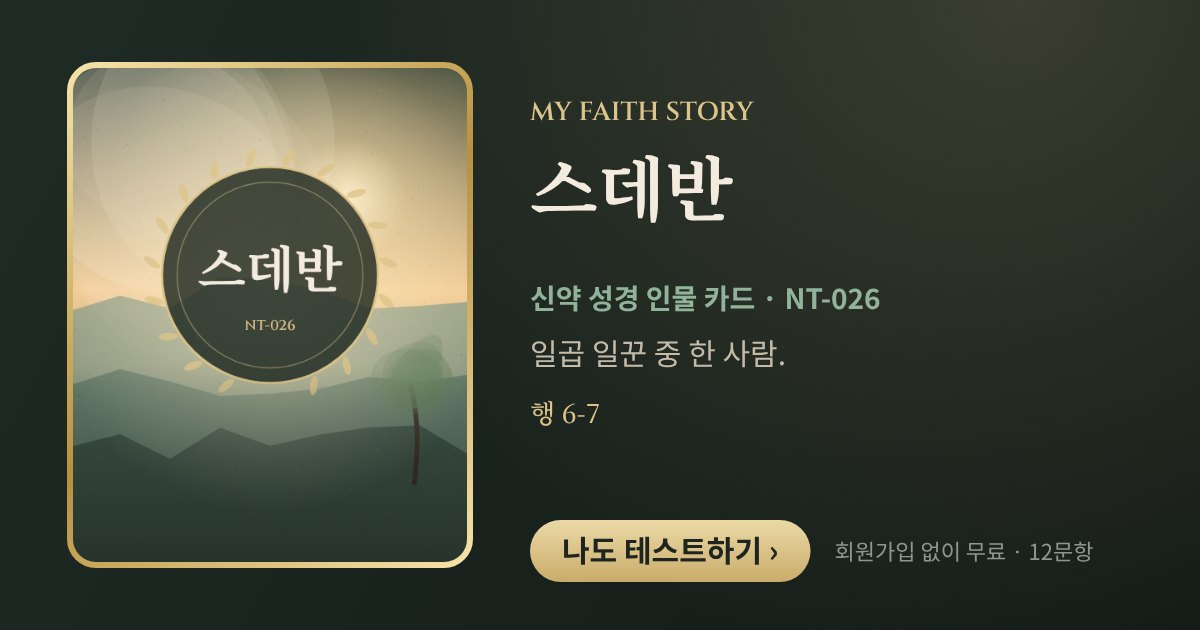 스데반
NT-026
MY FAITH STORY
스데반
신약 성경 인물 카드 · NT-026
일곱 일꾼 중 한 사람.
행 6-7
나도 테스트하기 ›
회원가입 없이 무료 · 12문항